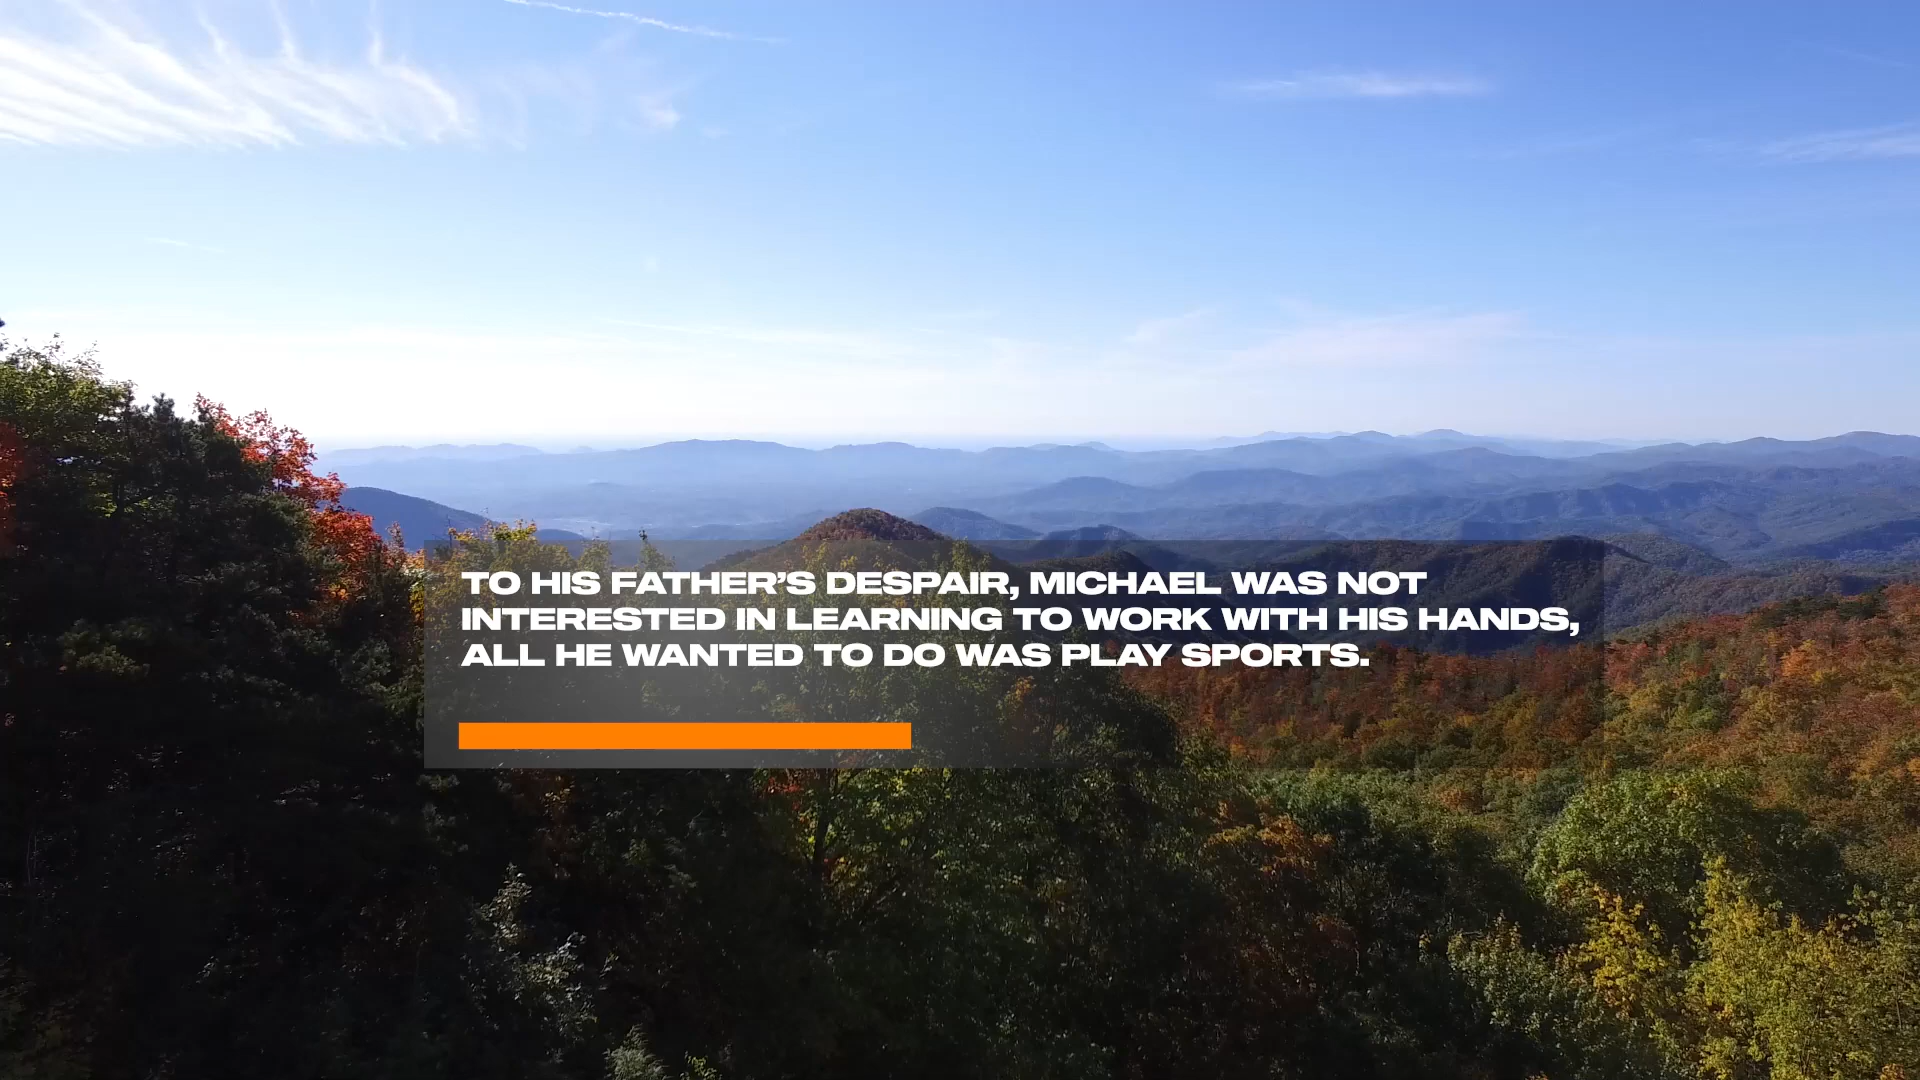 TO HIS FATHER’S DESPAIR, MICHAEL WAS NOT
INTERESTED IN LEARNING TO WORK WITH HIS HANDS,
ALL HE WANTED TO DO WAS PLAY SPORTS.